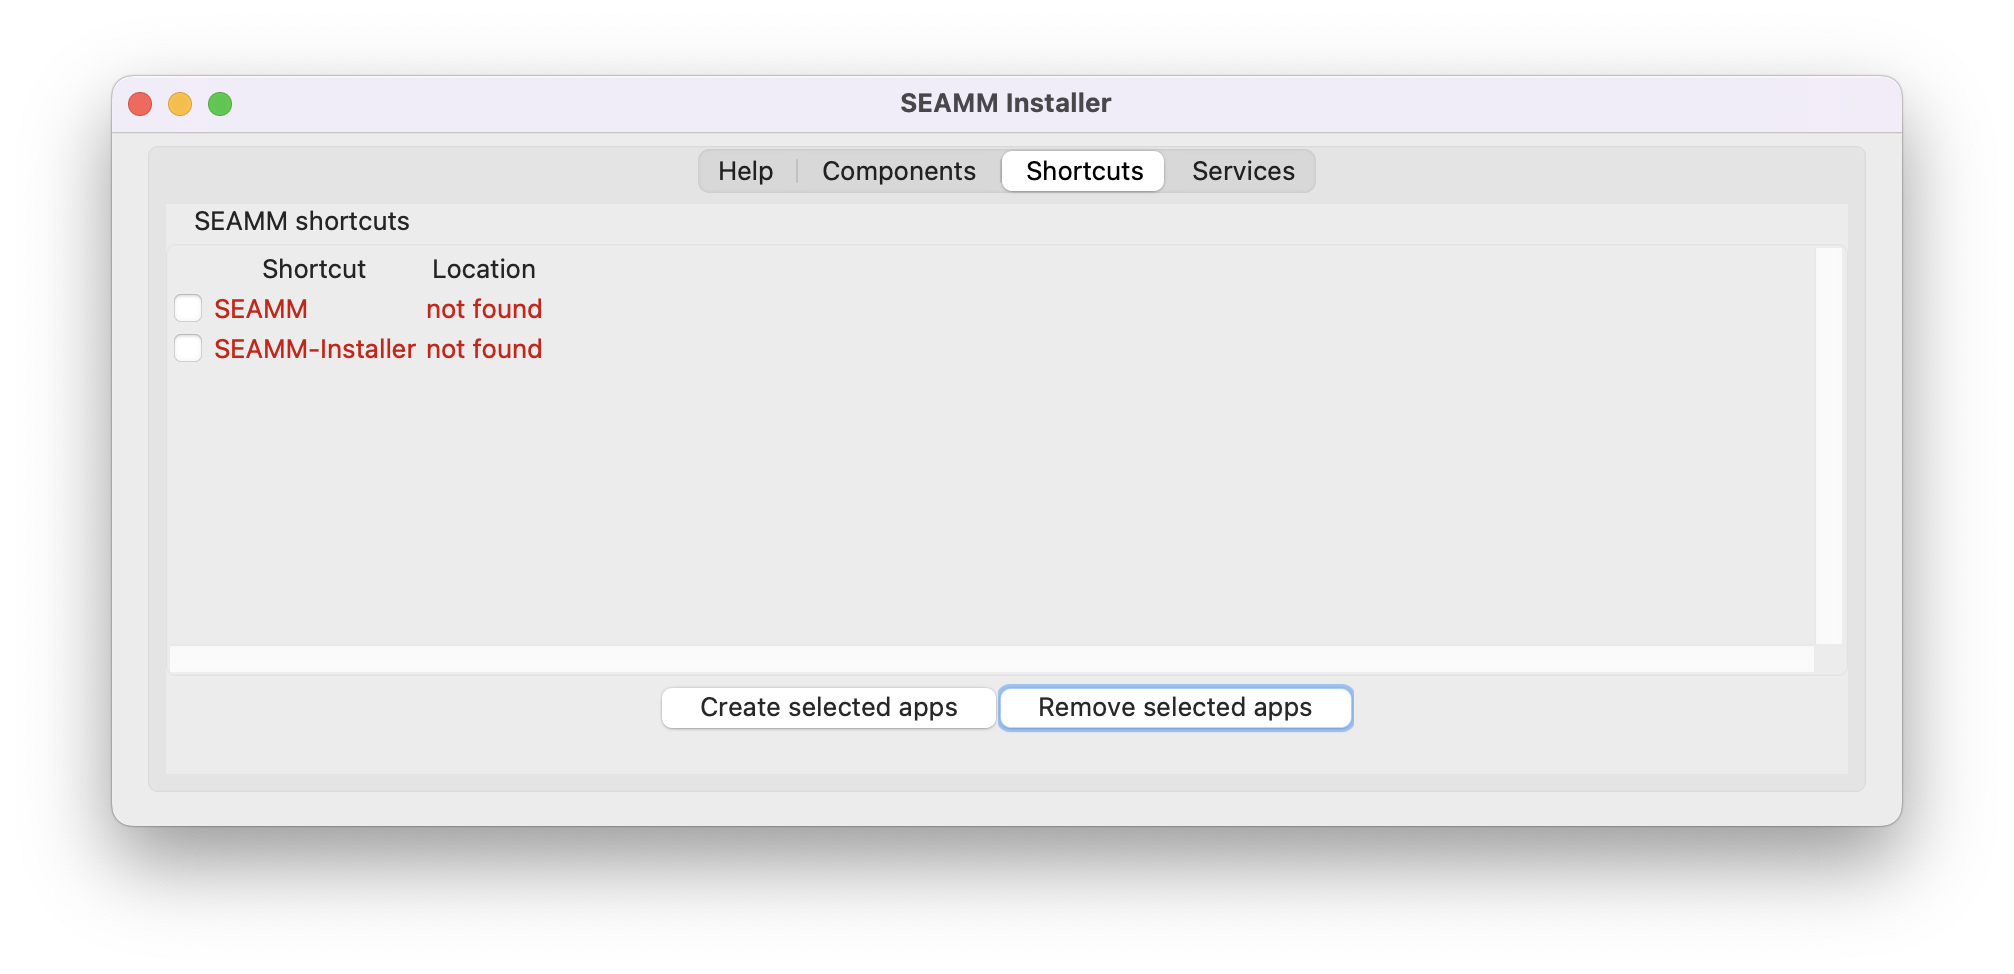 SEAMM Installer
Help Components Shortcuts Services
SEAMM shortcuts
Shortcut Location
SEAMM not found
SEAMM-Installer not found
Create selected apps Remove selected apps